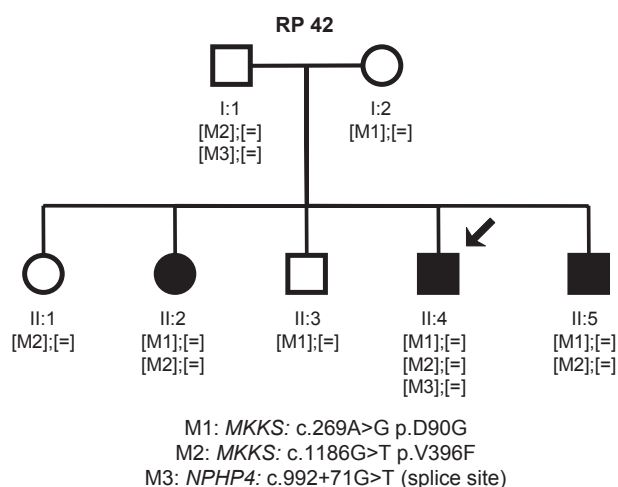 RP 42
I:1
[M2];[=]
[M3];[=]
I:2
[M1];[=]
II:1
[M2];[=]
II:2
[M1];[=]
[M2];[=]
II:3
[M1];[=]
II:4
[M1];[=]
[M2];[=]
[M3];[=]
II:5
[M1];[=]
[M2];[=]
M1: MKKS: c.269A>G p.D90G
M2: MKKS: c.1186G>T p.V396F
M3: NPHP4: c.992+71G>T (splice site)